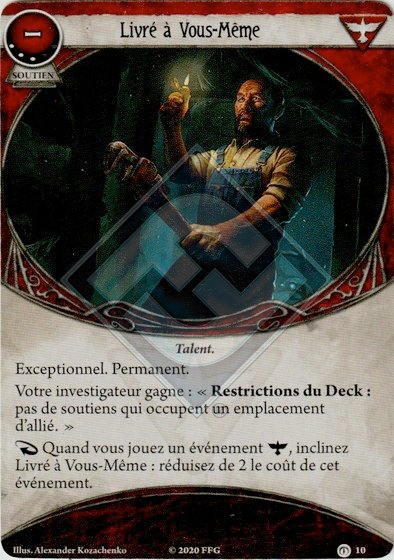 Livré à Vous-Même
SOUTIEN
Talent.
Exceptionnel. Permanent.
Votre investigateur gagne : « Restrictions du Deck :
pas de soutiens qui occupent un emplacement
d'allié. »
Quand vous jouez un événement , inclinez
Livré à Vous-Même : réduisez de 2 le coût de cet
événement.
Illus. Alexander Kozachenko © 2020 FFG 10